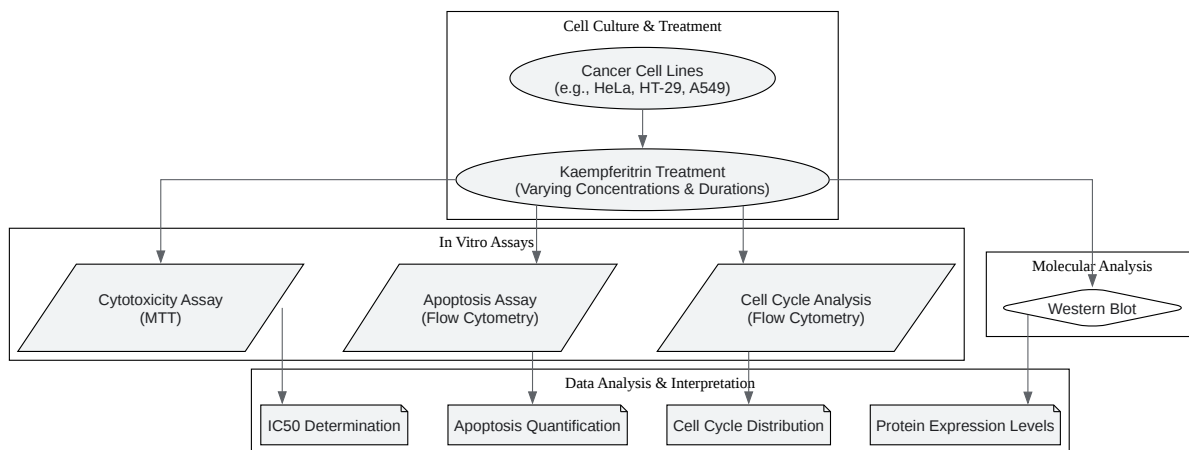 Cell Culture & Treatment
Cancer Cell Lines
(e.g., HeLa, HT-29, A549)
Kaempferitrin Treatment
(Varying Concentrations & Durations)
In Vitro Assays
Cytotoxicity Assay
(MTT)
Apoptosis Assay
(Flow Cytometry)
Cell Cycle Analysis
(Flow Cytometry)
Molecular Analysis
Western Blot
Data Analysis & Interpretation
IC50 Determination
Apoptosis Quantification
Cell Cycle Distribution
Protein Expression Levels